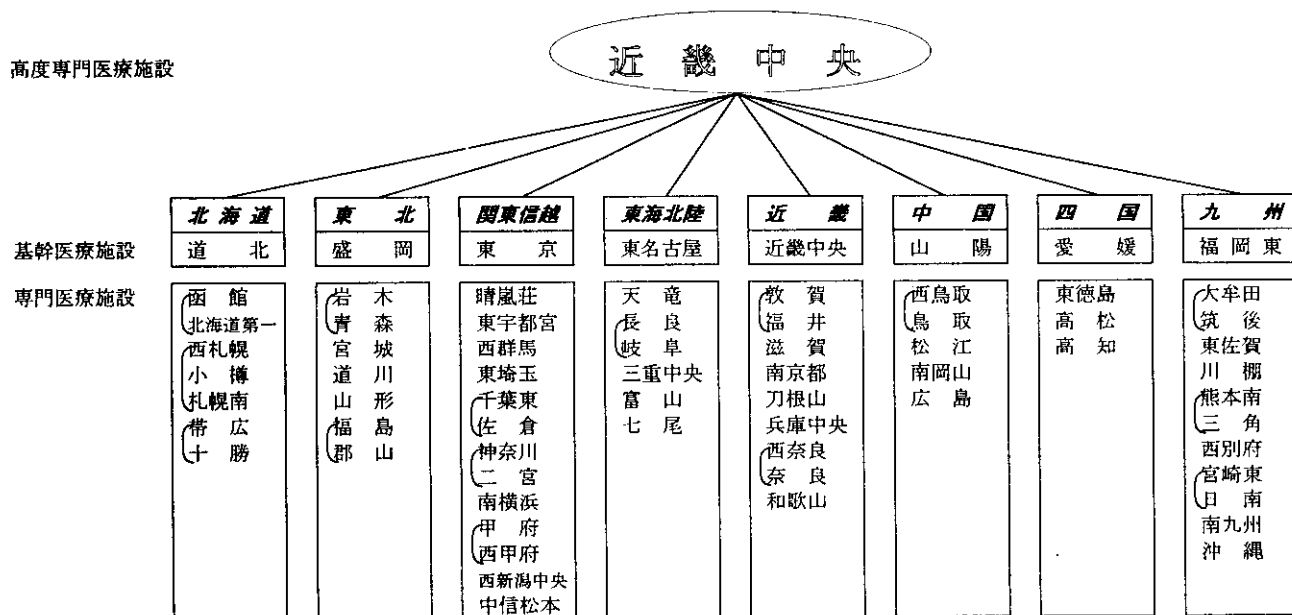 高度専門医療施設
近畿中央
北海道
東北
関東信越
東海北陸
近畿
中国
四国
九州
基幹医療施設
道北
盛岡
東京
東名古屋
近畿中央
山陽
愛媛
福岡東
専門医療施設
函館
北海道第一
西札幌
小樽
札幌南
帯広
十勝
岩木
青森
宮城
道川
山形
福島
郡山
晴嵐荘
東宇都宮
西群馬
東埼玉
千葉東
佐倉
神奈川
二宮
南横浜
甲府
西甲府
西新潟中央
中信松本
天竜
長良
岐阜
三重中央
富山
七尾
敦賀
福井
滋賀
南京都
刀根山
兵庫中央
西奈良
奈良
和歌山
西鳥取
鳥取
松江
南岡山
広島
東徳島
高松
高知
大牟田
筑後
東佐賀
川棚
熊本南
三角
西別府
宮崎東
日南
南九州
沖縄